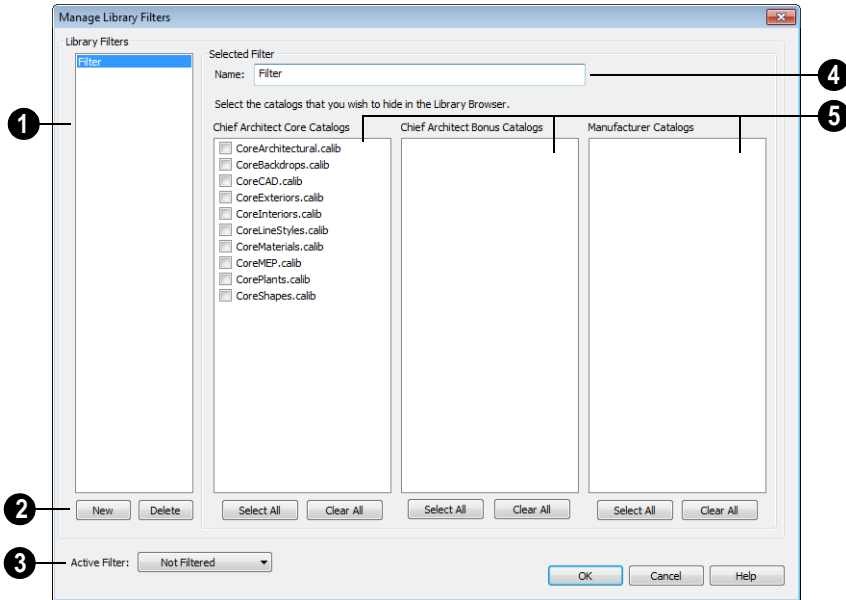 Manage Library Filters
Library Filters
Filter
Selected Filter
Name: Filter
4
Select the catalogs that you wish to hide in the Library Browser.
5
1
Chief Architect Core Catalogs
Chief Architect Bonus Catalogs
Manufacturer Catalogs
CoreArchitectural.calib
CoreBackdrops.calib
CoreCAD.calib
CoreExteriors.calib
CoreInteriors.calib
CoreLineStyles.calib
CoreMaterials.calib
CoreMEP.calib
CorePlants.calib
CoreShapes.calib
2
New Delete
Select All Clear All
Select All Clear All
Select All Clear All
3
Active Filter: Not Filtered
OK Cancel Help